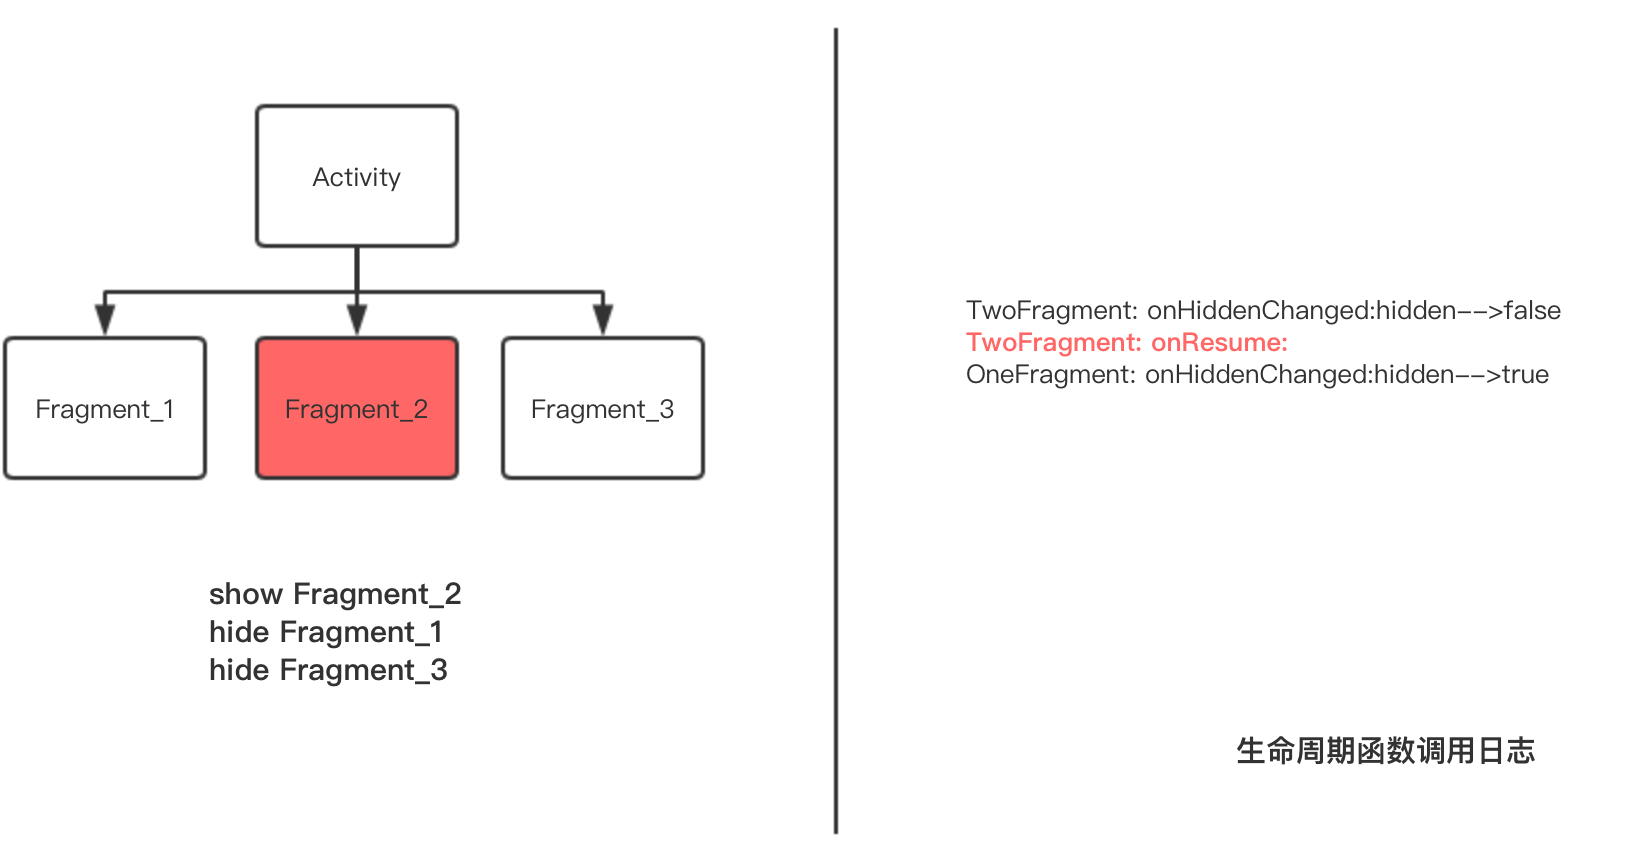 Activity
Fragment_1
Fragment_2
Fragment_3
show Fragment_2
hide Fragment_1
hide Fragment_3
TwoFragment: onHiddenChanged:hidden-->false
TwoFragment: onResume:
OneFragment: onHiddenChanged:hidden-->true
生命周期函数调用日志